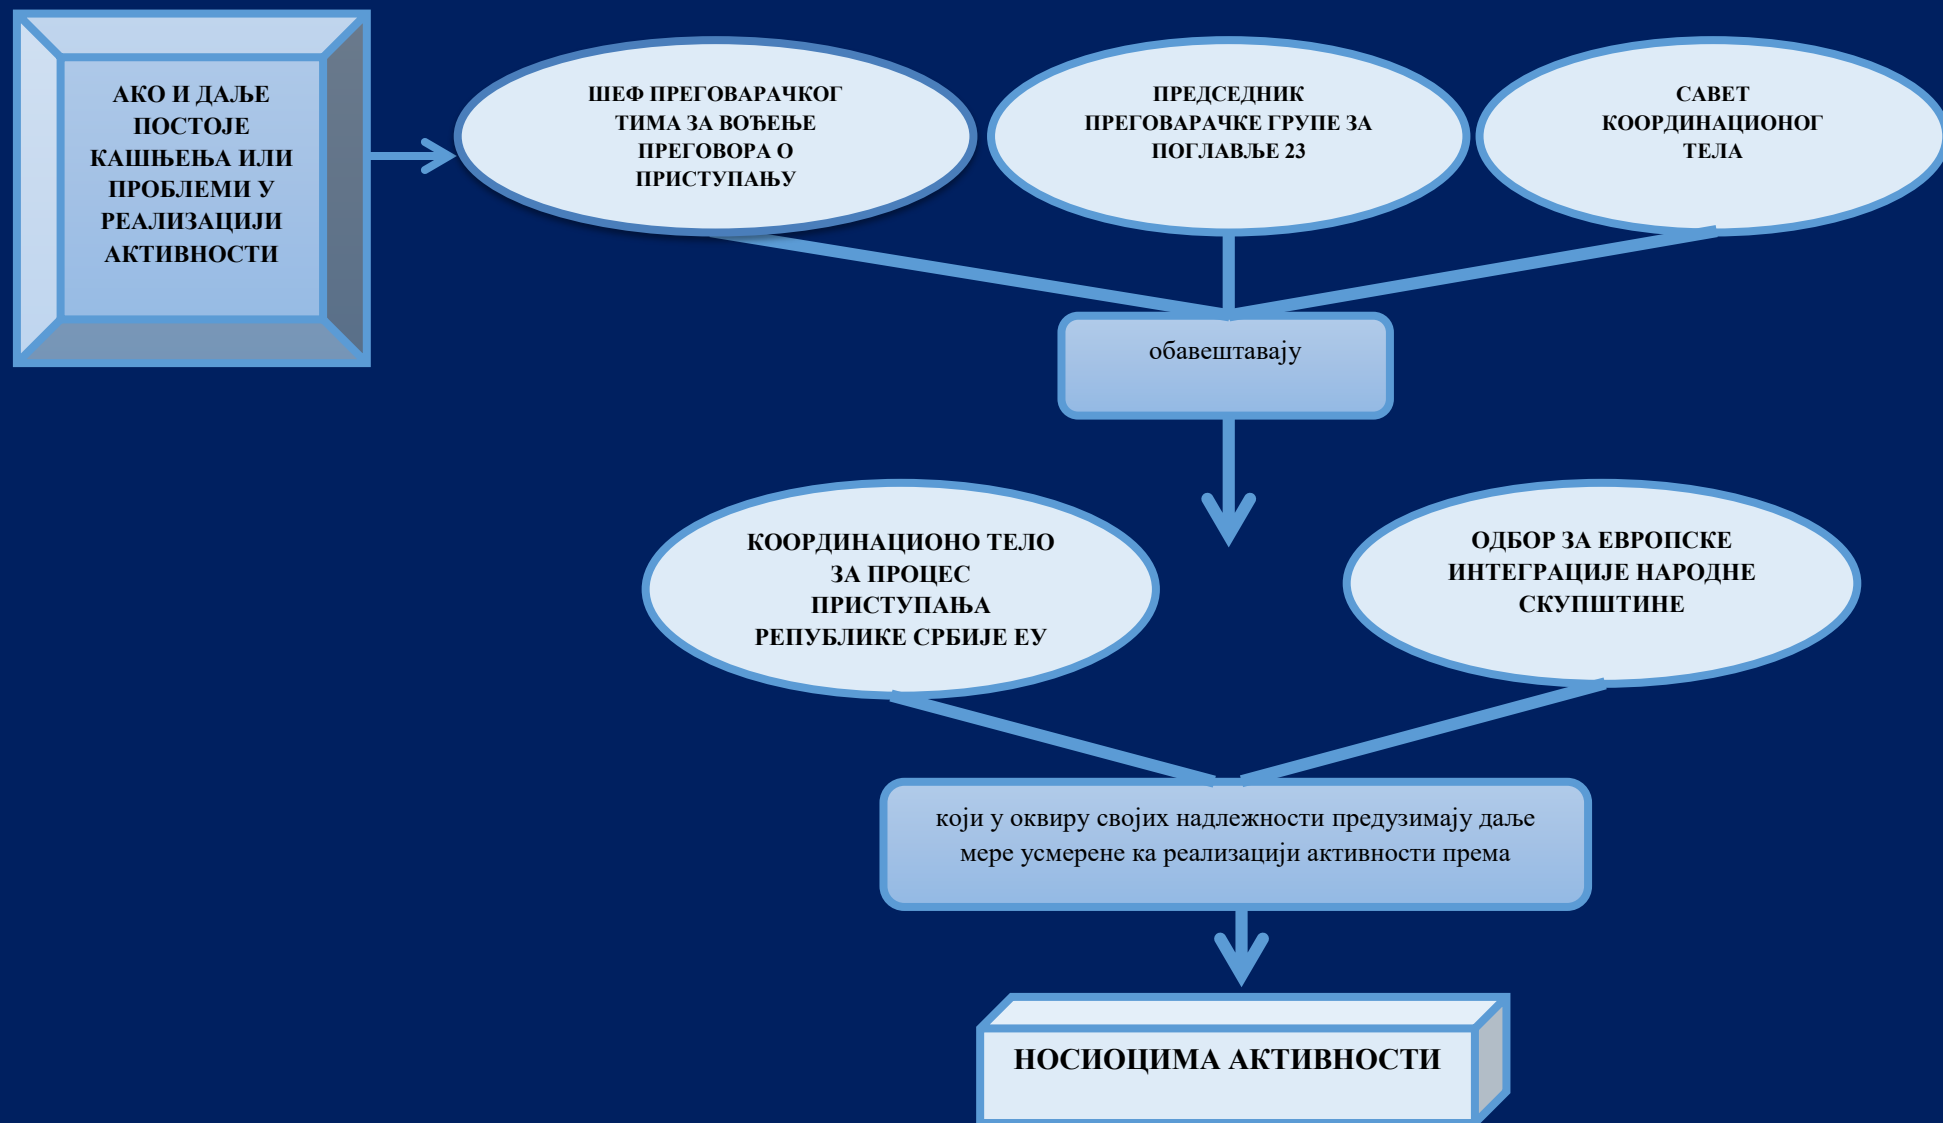 АКО И ДАЉЕ
ПОСТОЈЕ
КАШЊЕЊА ИЛИ
ПРОБЛЕМИ У
РЕАЛИЗАЦИЈИ
АКТИВНОСТИ
ШЕФ ПРЕГОВАРАЧКОГ
ТИМА ЗА ВОЂЕЊЕ
ПРЕГОВОРА О
ПРИСТУПАЊУ
ПРЕДСЕДНИК
ПРЕГОВАРАЧКЕ ГРУПЕ ЗА
ПОГЛАВЉЕ 23
САВЕТ
КООРДИНАЦИОНОГ
ТЕЛА
обавештавају
КООРДИНАЦИОНО ТЕЛО
ЗА ПРОЦЕС
ПРИСТУПАЊА
РЕПУБЛИКЕ СРБИЈЕ ЕУ
ОДБОР ЗА ЕВРОПСКЕ
ИНТЕГРАЦИЈЕ НАРОДНЕ
СКУПШТИНЕ
који у оквиру својих надлежности предузимају даље
мере усмерене ка реализацији активности према
НОСИОЦИМА АКТИВНОСТИ